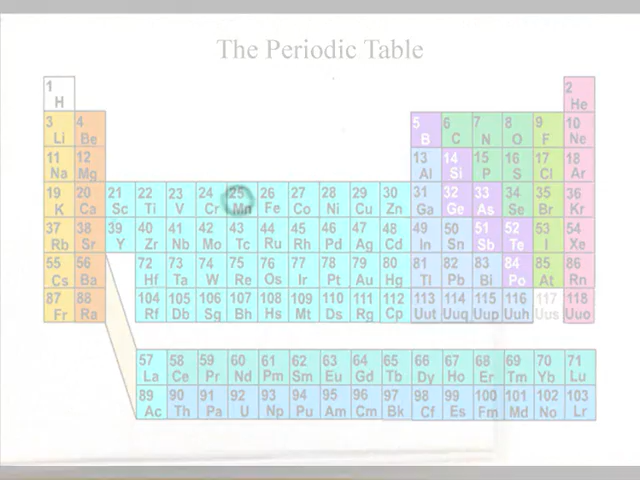 The Periodic Table
1 2
H He
3 4 5 6 7 8 9 10
Li Be B C N O F Ne
11 12 13 14 15 16 17 18
Na Mg Al Si P S Cl Ar
19 20 21 22 23 24 25 26 27 28 29 30 31 32 33 34 35 36
K Ca Sc Ti V Cr Mn Fe Co Ni Cu Zn Ga Ge As Se Br Kr
37 38 39 40 41 42 43 44 45 46 47 48 49 50 51 52 53 54
Rb Sr Y Zr Nb Mo Tc Ru Rh Pd Ag Cd In Sn Sb Te I Xe
55 56 72 73 74 75 76 77 78 79 80 81 82 83 84 85 86
Cs Ba Hf Ta W Re Os Ir Pt Au Hg Tl Pb Bi Po At Rn
87 88 104 105 106 107 108 109 110 111 112 113 114 115 116 117 118
Fr Ra Rf Db Sg Bh Hs Mt Ds Rg Cp Uut Uuq Uup Uuh Uus Uuo
57 58 59 60 61 62 63 64 65 66 67 68 69 70 71
La Ce Pr Nd Pm Sm Eu Gd Tb Dy Ho Er Tm Yb Lu
89 90 91 92 93 94 95 96 97 98 99 100 101 102 103
Ac Th Pa U Np Pu Am Cm Bk Cf Es Fm Md No Lr